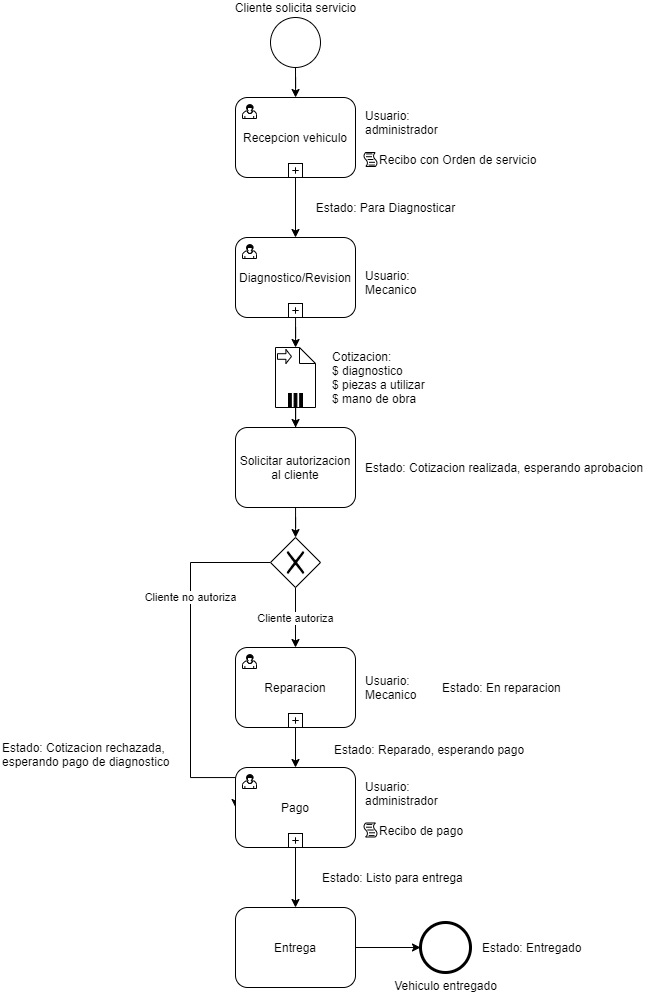 Cliente solicita servicio
Recepcion vehiculo
Usuario:
administrador
Recibo con Orden de servicio
Estado: Para Diagnosticar
Diagnostico/Revision
Usuario:
Mecanico
Cotizacion:
$ diagnostico
$ piezas a utilizar
$ mano de obra
Solicitar autorizacion
al cliente
Estado: Cotizacion realizada, esperando aprobacion
Cliente no autoriza
Cliente autoriza
Reparacion
Usuario:
Mecanico
Estado: En reparacion
Estado: Cotizacion rechazada,
esperando pago de diagnostico
Estado: Reparado, esperando pago
Pago
Usuario:
administrador
Recibo de pago
Estado: Listo para entrega
Entrega
Estado: Entregado
Vehiculo entregado